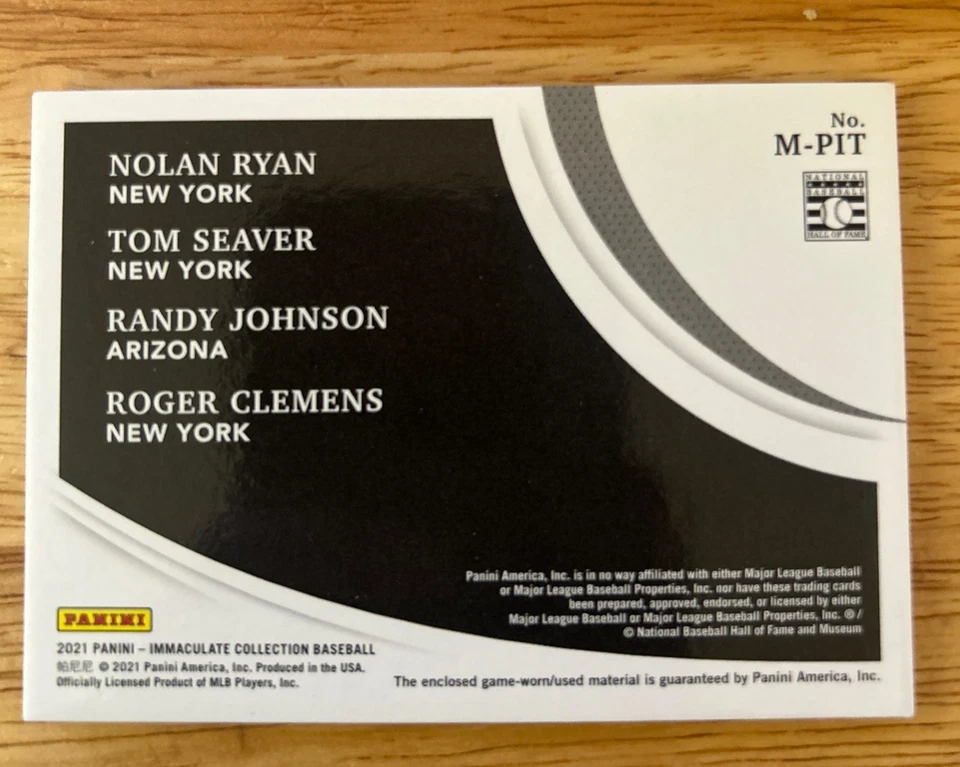 No.
M-PIT
NATIONAL
BASEBALL
HALL OF FAME
NOLAN RYAN
NEW YORK
TOM SEAVER
NEW YORK
RANDY JOHNSON
ARIZONA
ROGER CLEMENS
NEW YORK
Panini America, Inc. is in no way affiliated with either Major League Baseball
or Major League Baseball Properties, Inc. nor have these trading cards
been prepared, approved, endorsed, or licensed by either
Major League Baseball or Major League Baseball Properties, Inc. ® /
© National Baseball Hall of Fame and Museum
PANINI
2021 PANINI – IMMACULATE COLLECTION BASEBALL
帕尼尼 © 2021 Panini America, Inc. Produced in the USA.
Officially Licensed Product of MLB Players, Inc.
The enclosed game-worn/used material is guaranteed by Panini America, Inc.